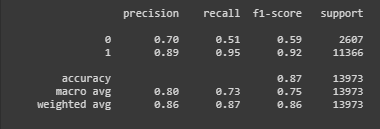 precision recall f1-score support
0 0.70 0.51 0.59 2607
1 0.89 0.95 0.92 11366
accuracy 0.87 13973
macro avg 0.80 0.73 0.75 13973
weighted avg 0.86 0.87 0.86 13973